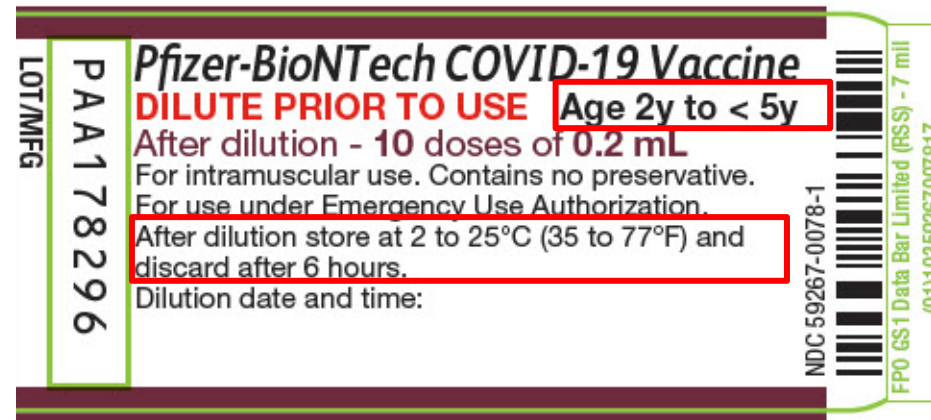 LOT/MFG
PAA178296
Pfizer-BioNTech COVID-19 Vaccine
DILUTE PRIOR TO USE Age 2y to < 5y
After dilution - 10 doses of 0.2 mL
For intramuscular use. Contains no preservative.
For use under Emergency Use Authorization.
After dilution store at 2 to 25°C (35 to 77°F) and
discard after 6 hours.
Dilution date and time:
NDC 59267-0078-1
FPO GS1 Data Bar Limited (RSS) - 7 mil